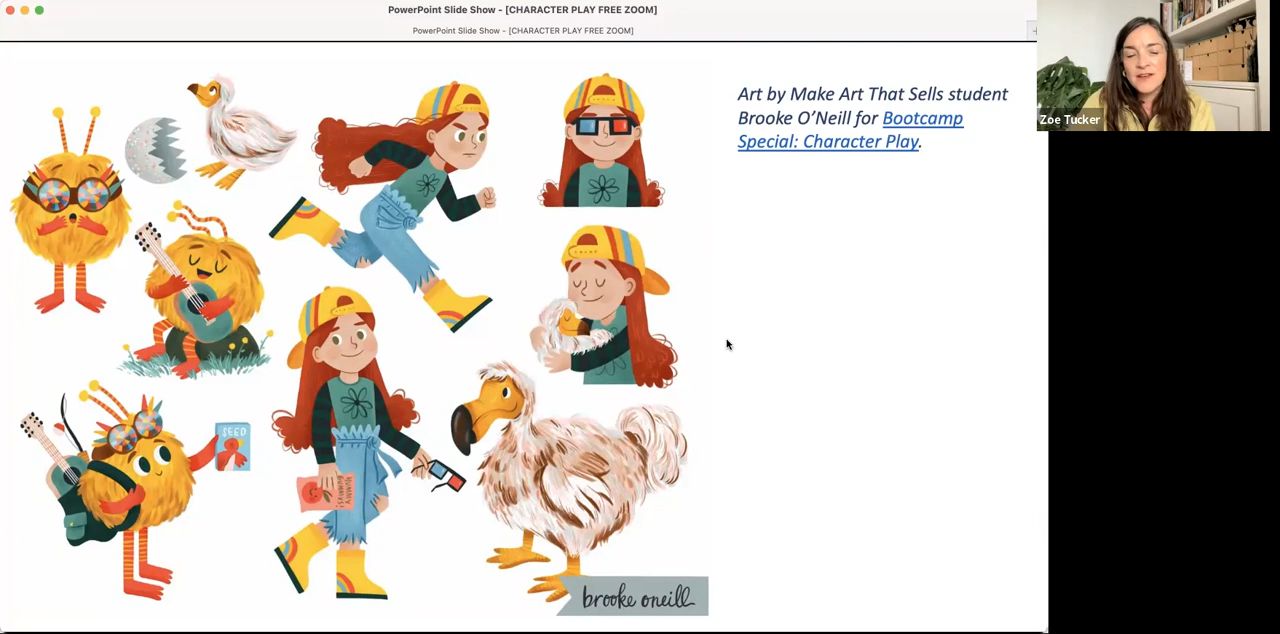 PowerPoint Slide Show - [CHARACTER PLAY FREE ZOOM]
PowerPoint Slide Show - [CHARACTER PLAY FREE ZOOM]
Art by Make Art That Sells student
Brooke O’Neill for Bootcamp
Special: Character Play.
Zoe Tucker
SEED
brooke oneill